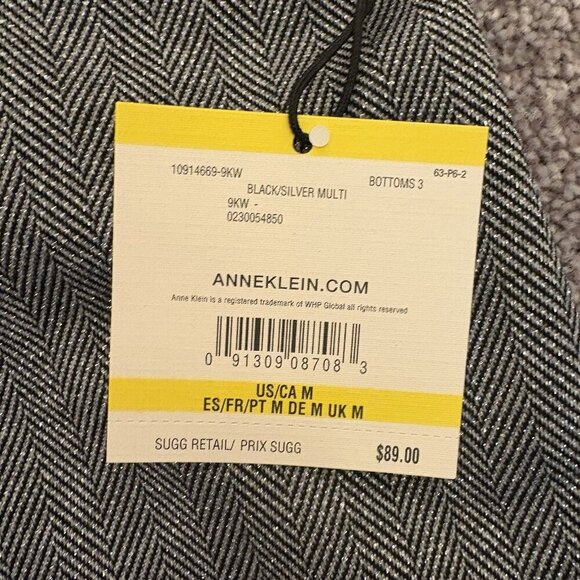 10914669-9KW BOTTOMS 3 63-P6-2
BLACK/SILVER MULTI
9KW -
0230054850
ANNEKLEIN.COM
Anne Klein is a registered trademark of WHP Global all rights reserved
0 91309 08708 3
US/CA M
ES/FR/PT M DE M UK M
SUGG RETAIL/ PRIX SUGG $89.00